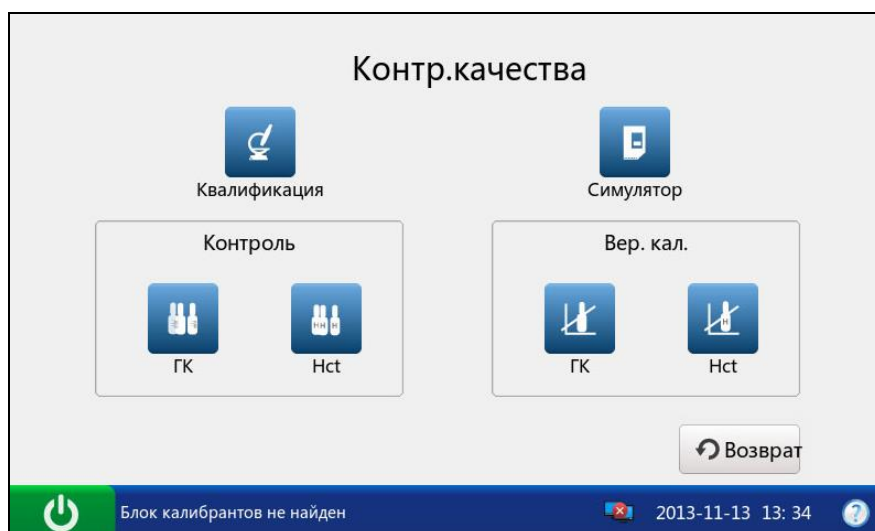 Контр.качества
Квалификация
Симулятор
Контроль
ГК
Hct
Вер. кал.
ГК
Hct
Возврат
Блок калибрантов не найден
2013-11-13 13: 34
?